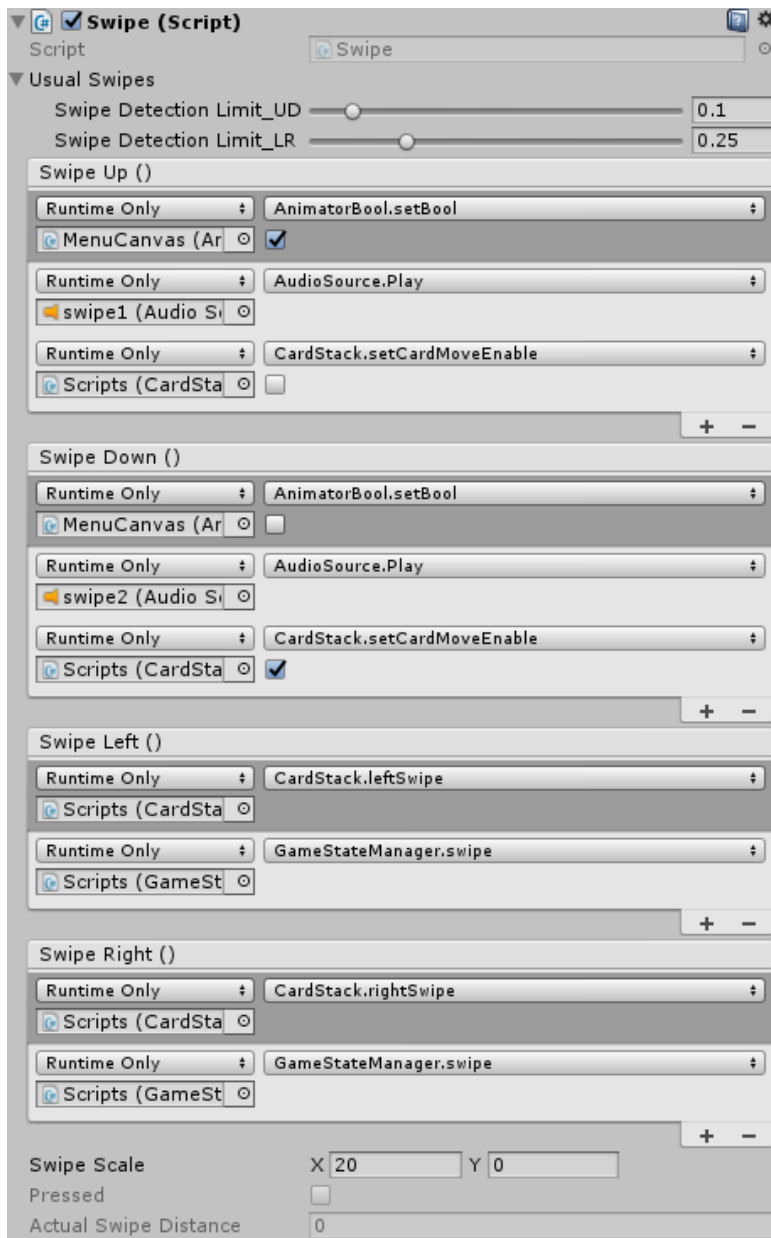 Swipe (Script)
Script Swipe
Usual Swipes
Swipe Detection Limit_UD 0.1
Swipe Detection Limit_LR 0.25
Swipe Up ()
Runtime Only AnimatorBool.setBool
MenuCanvas (Ar
Runtime Only AudioSource.Play
swipe1 (Audio S
Runtime Only CardStack.setCardMoveEnable
Scripts (CardSta
+ −
Swipe Down ()
Runtime Only AnimatorBool.setBool
MenuCanvas (Ar
Runtime Only AudioSource.Play
swipe2 (Audio S
Runtime Only CardStack.setCardMoveEnable
Scripts (CardSta
+ −
Swipe Left ()
Runtime Only CardStack.leftSwipe
Scripts (CardSta
Runtime Only GameStateManager.swipe
Scripts (GameSt
+ −
Swipe Right ()
Runtime Only CardStack.rightSwipe
Scripts (CardSta
Runtime Only GameStateManager.swipe
Scripts (GameSt
+ −
Swipe Scale X 20 Y 0
Pressed
Actual Swipe Distance 0